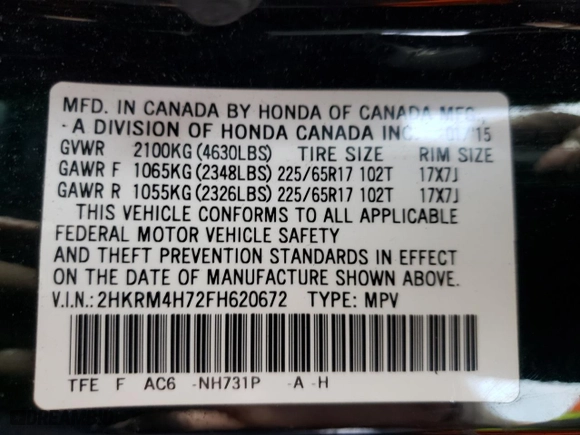 MFD. IN CANADA BY HONDA OF CANADA MFG.,
-A DIVISION OF HONDA CANADA INC. 01/15
GVWR 2100KG (4630LBS) TIRE SIZE RIM SIZE
GAWR F 1065KG (2348LBS) 225/65R17 102T 17X7J
GAWR R 1055KG (2326LBS) 225/65R17 102T 17X7J
THIS VEHICLE CONFORMS TO ALL APPLICABLE
FEDERAL MOTOR VEHICLE SAFETY
AND THEFT PREVENTION STANDARDS IN EFFECT
ON THE DATE OF MANUFACTURE SHOWN ABOVE.
V.I.N.: 2HKRM4H72FH620672 TYPE: MPV
TFE F AC6 -NH731P -A -H